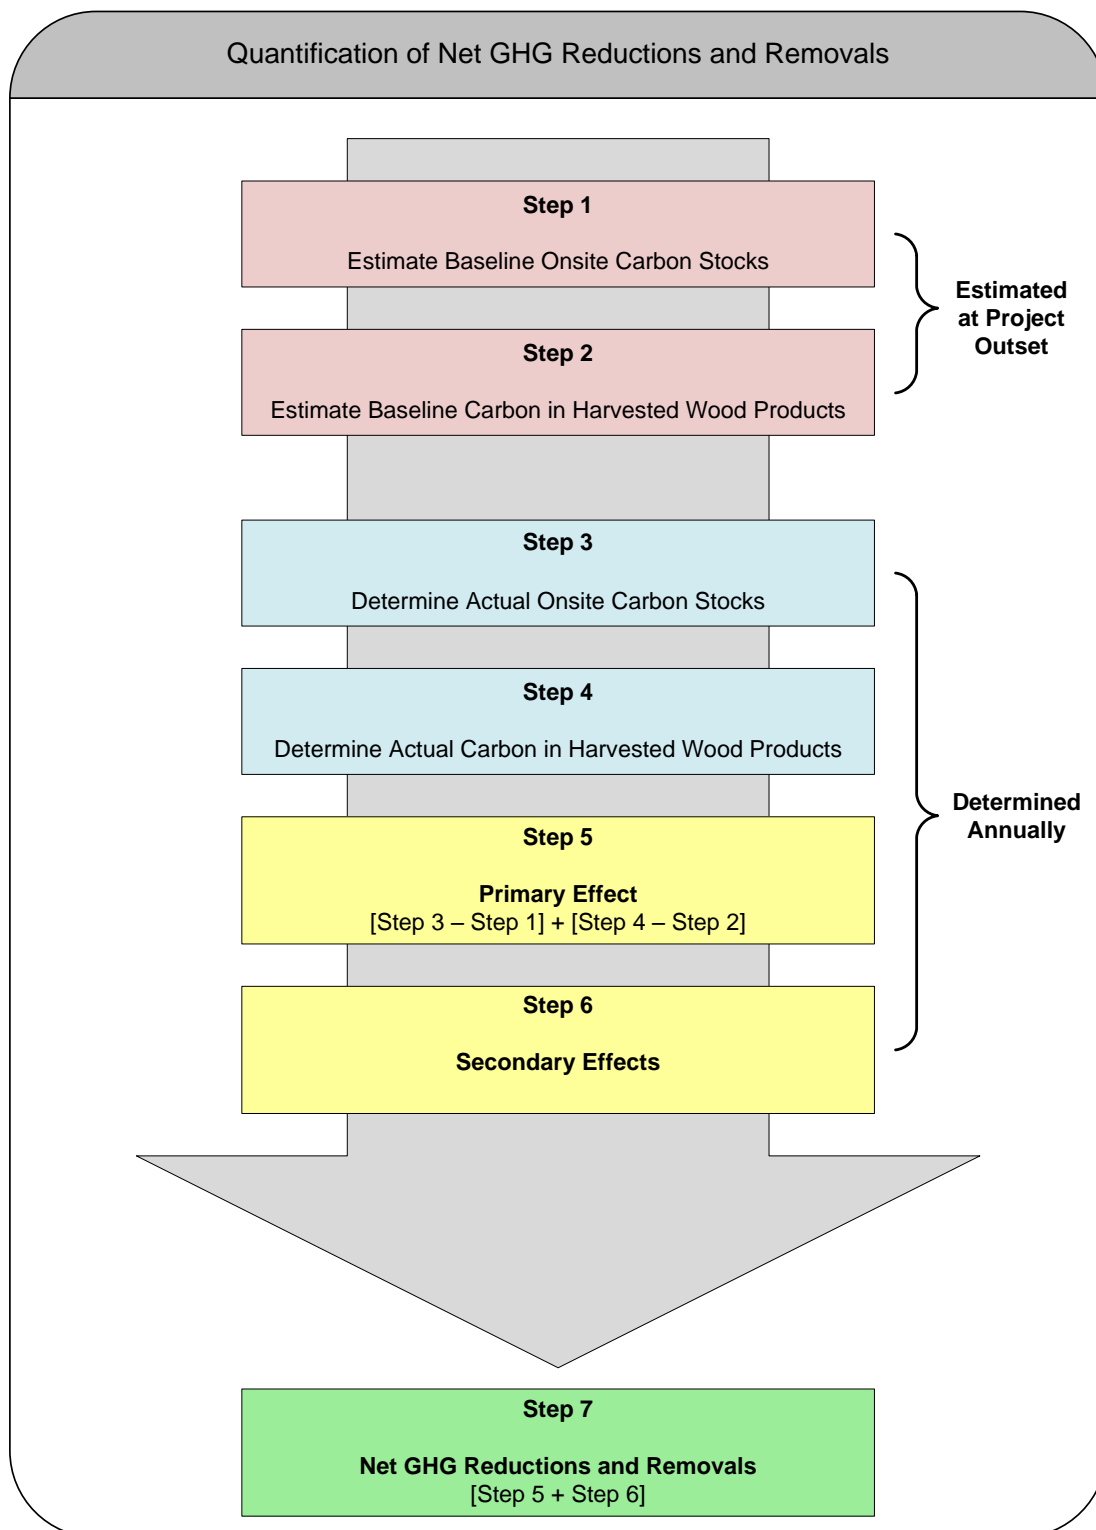 Quantification of Net GHG Reductions and Removals
Step 1
Estimate Baseline Onsite Carbon Stocks
Step 2
Estimate Baseline Carbon in Harvested Wood Products
Estimated
at Project
Outset
Step 3
Determine Actual Onsite Carbon Stocks
Step 4
Determine Actual Carbon in Harvested Wood Products
Step 5
Primary Effect
[Step 3 – Step 1] + [Step 4 – Step 2]
Step 6
Secondary Effects
Determined
Annually
Step 7
Net GHG Reductions and Removals
[Step 5 + Step 6]